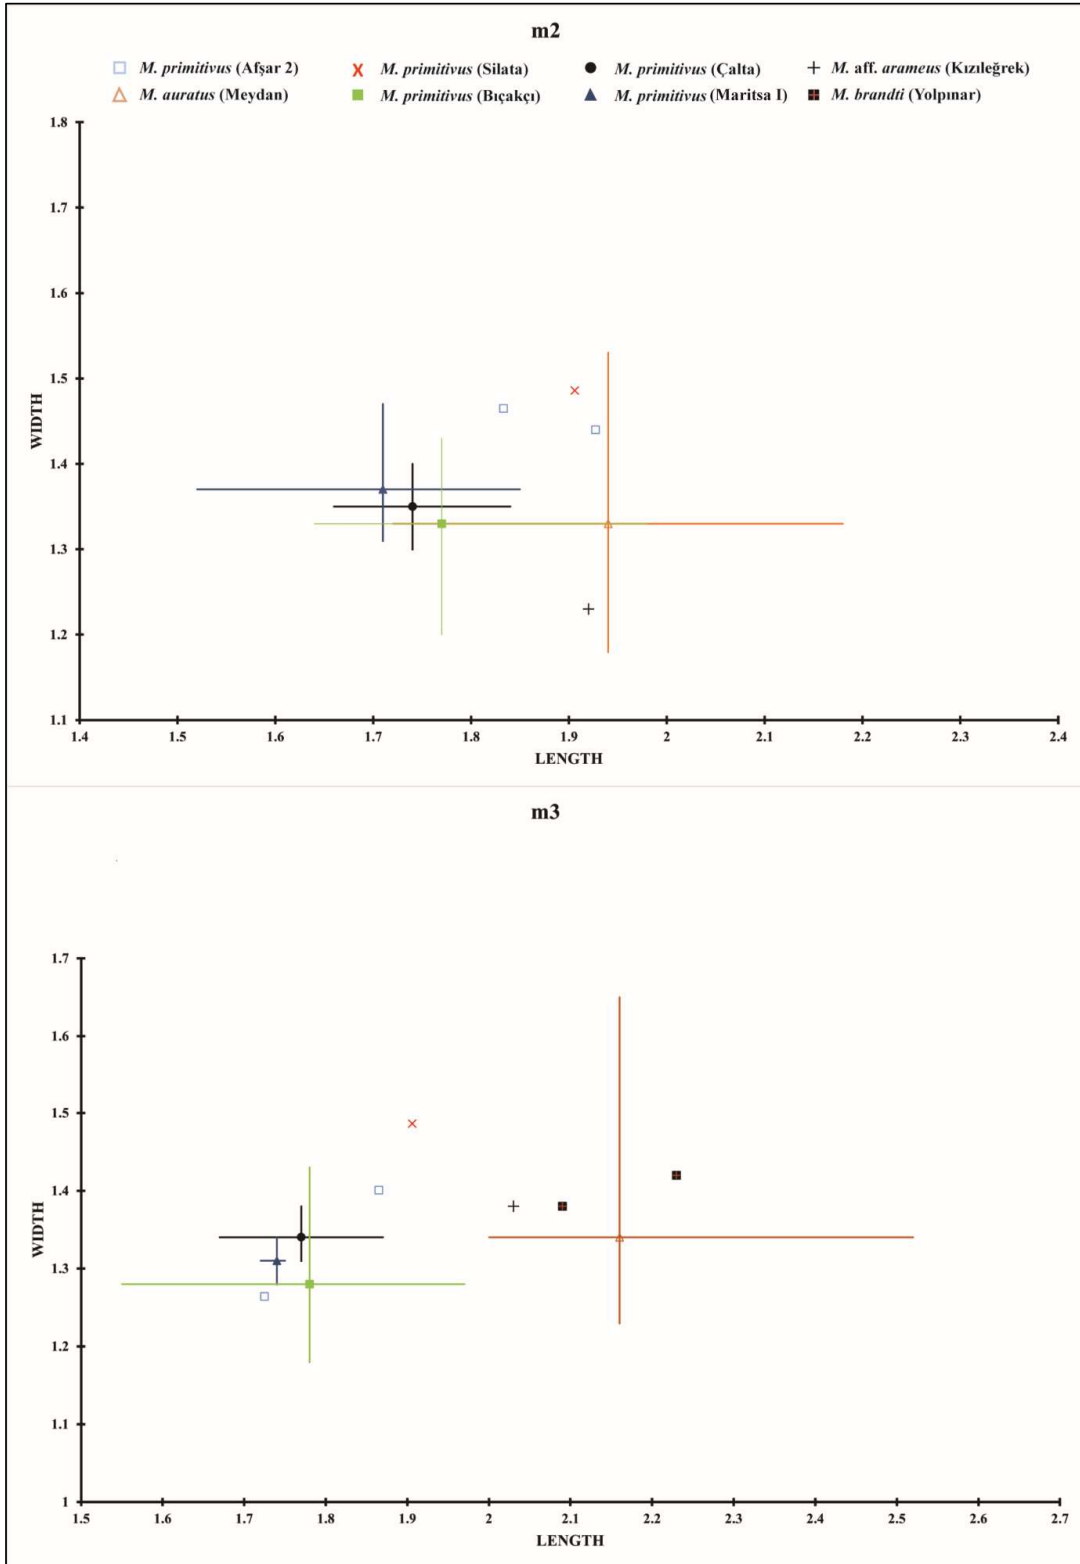 m2
M. primitivus (Afşar 2) M. primitivus (Silata) M. primitivus (Çalta) M. aff. arameus (Kızıleğrek)
M. auratus (Meydan) M. primitivus (Bıçakçı) M. primitivus (Maritsa I) M. brandti (Yolpınar)
1.8
1.7
1.6
1.5
WIDTH
1.4
1.3
1.2
1.1
1.4 1.5 1.6 1.7 1.8 1.9 2 2.1 2.2 2.3 2.4
LENGTH
m3
1.7
1.6
1.5
1.4
WIDTH
1.3
1.2
1.1
1
1.5 1.6 1.7 1.8 1.9 2 2.1 2.2 2.3 2.4 2.5 2.6 2.7
LENGTH